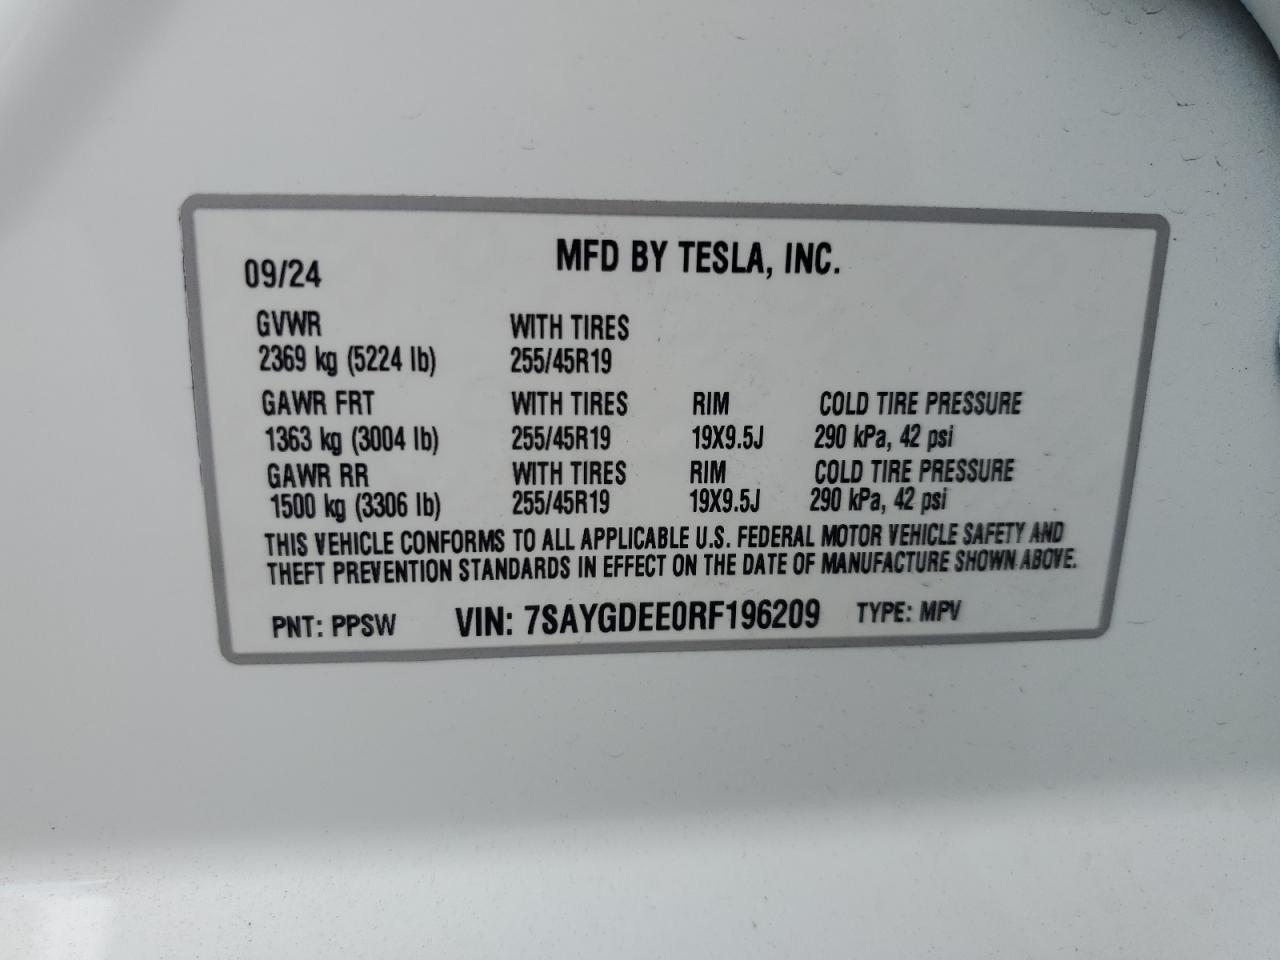 MFD BY TESLA, INC.
09/24
GVWR WITH TIRES
2369 kg (5224 lb) 255/45R19
GAWR FRT WITH TIRES RIM COLD TIRE PRESSURE
1363 kg (3004 lb) 255/45R19 19X9.5J 290 kPa, 42 psi
GAWR RR WITH TIRES RIM COLD TIRE PRESSURE
1500 kg (3306 lb) 255/45R19 19X9.5J 290 kPa, 42 psi
THIS VEHICLE CONFORMS TO ALL APPLICABLE U.S. FEDERAL MOTOR VEHICLE SAFETY AND
THEFT PREVENTION STANDARDS IN EFFECT ON THE DATE OF MANUFACTURE SHOWN ABOVE.
PNT: PPSW VIN: 7SAYGDEE0RF196209 TYPE: MPV